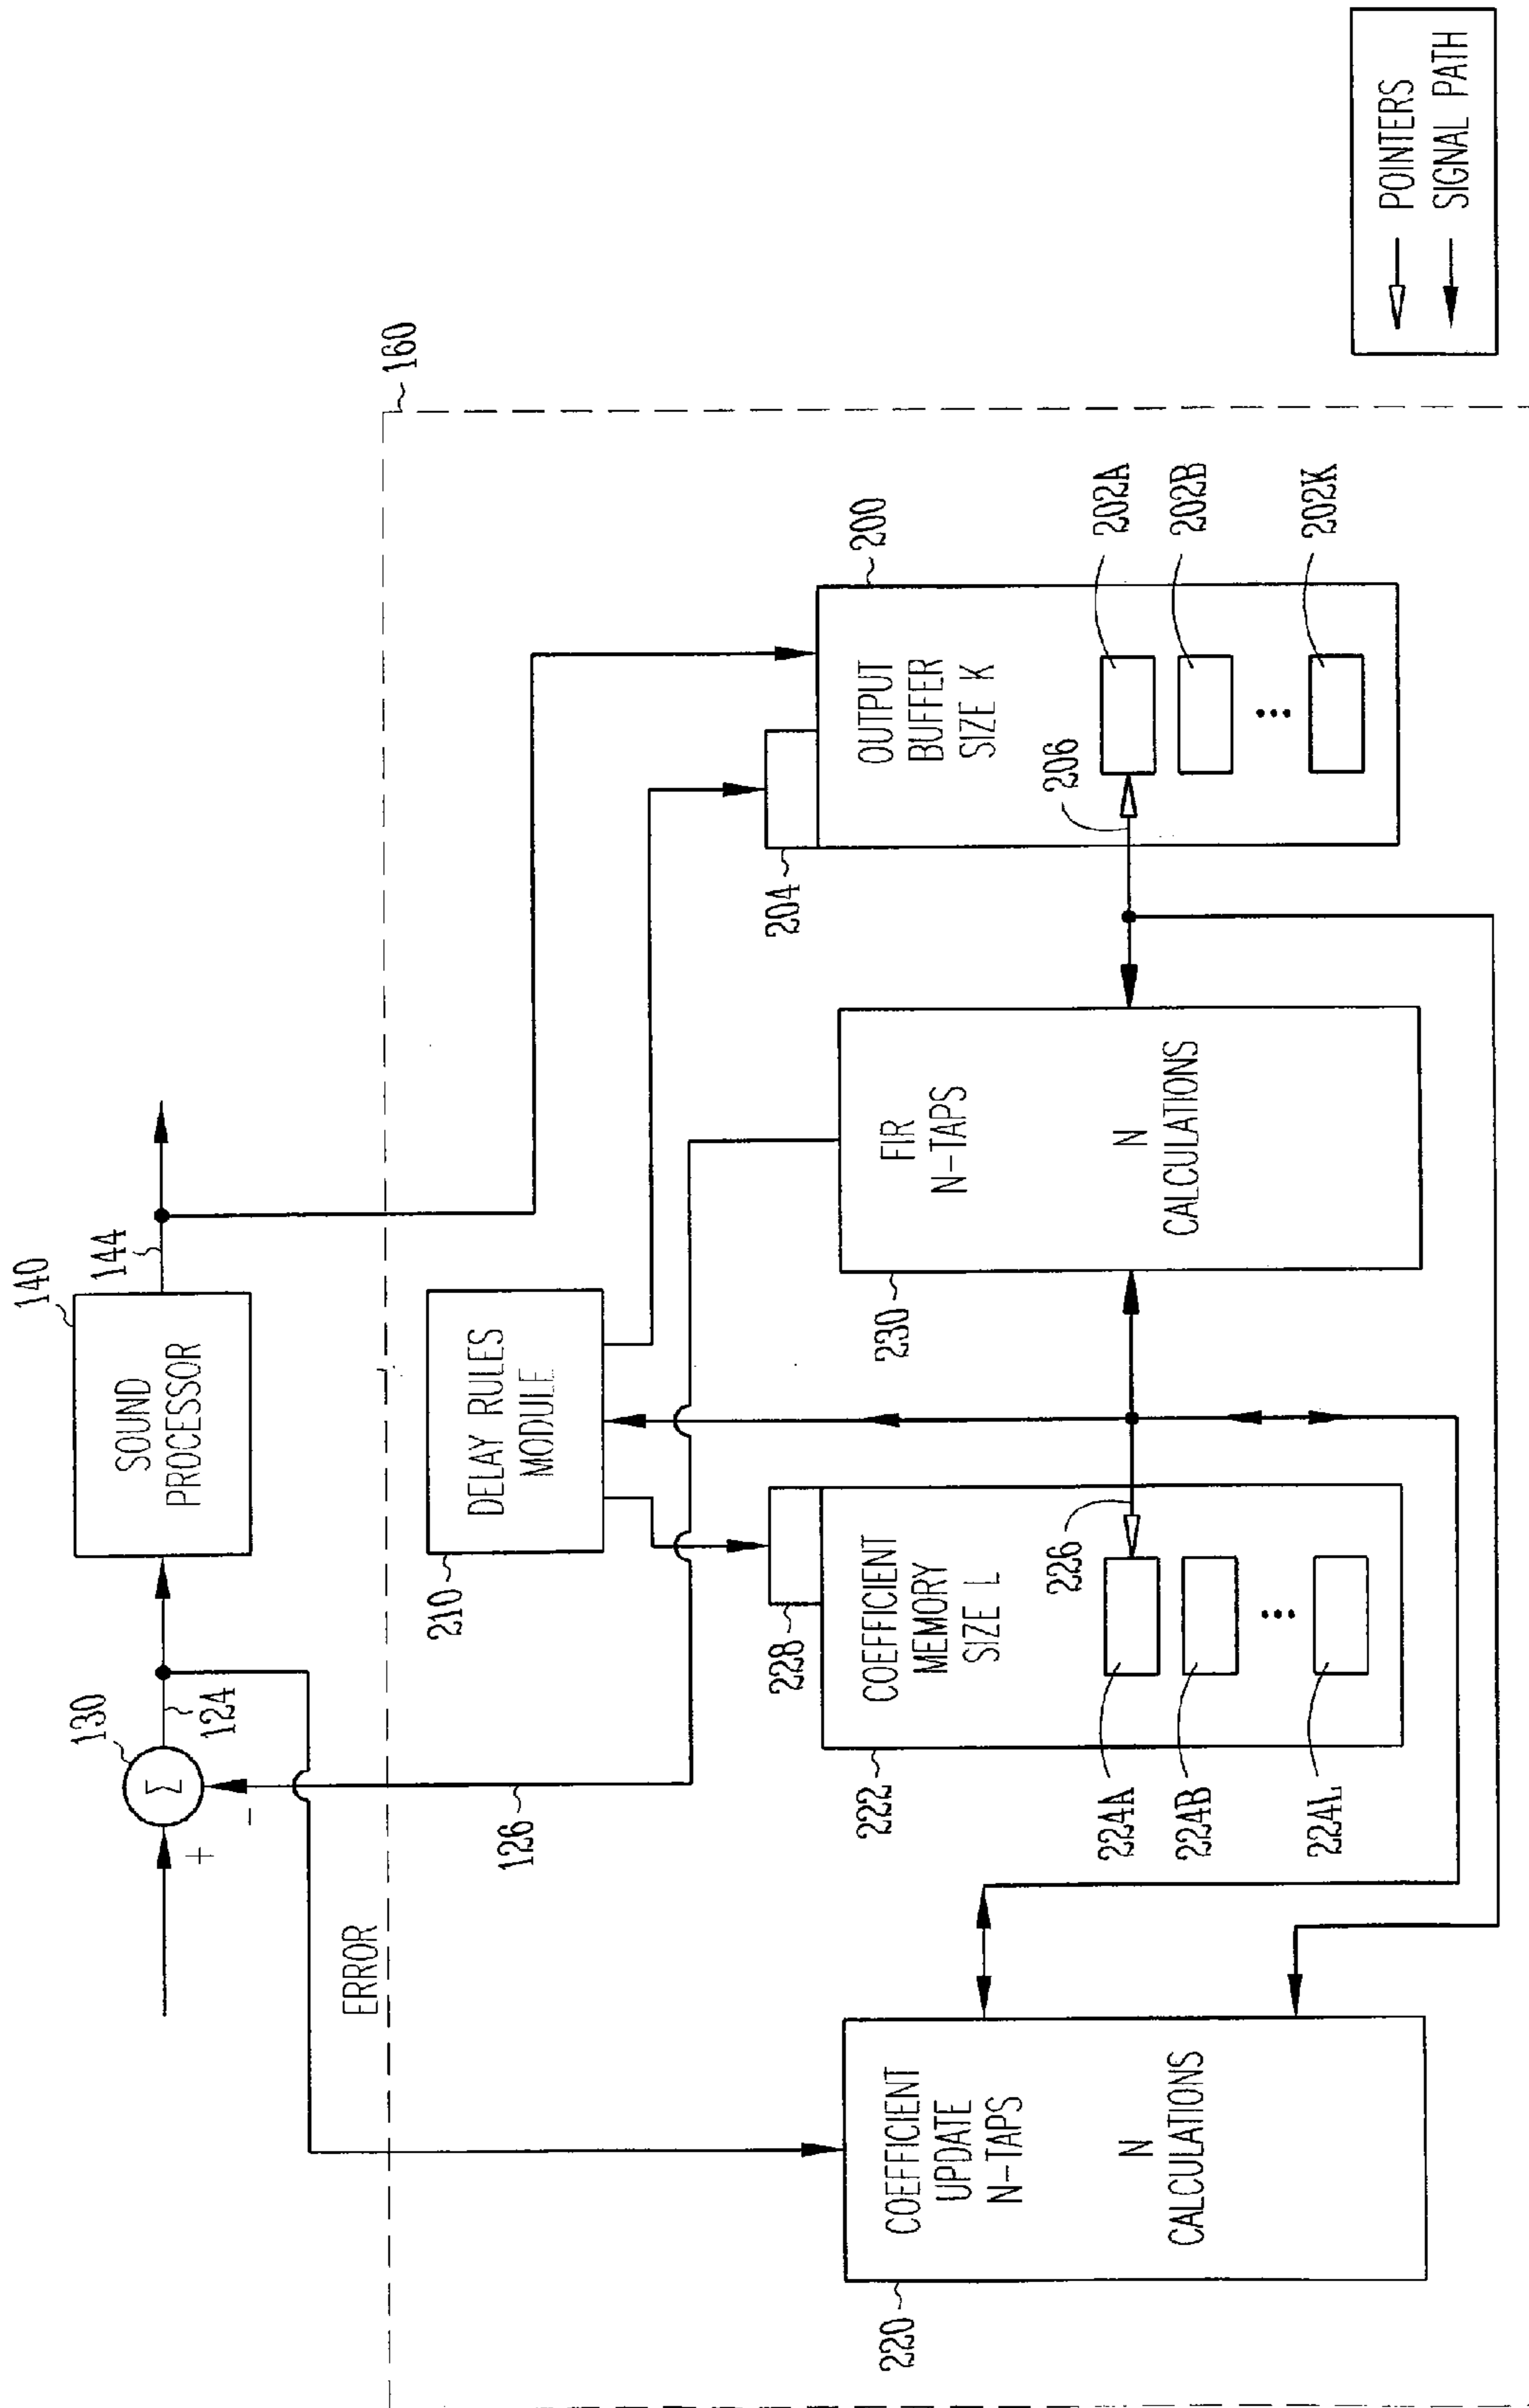 130
+
Σ
−
124
140
SOUND
PROCESSOR
144
ERROR
160
126
210
DELAY RULES
MODULE
220
COEFFICIENT
UPDATE
N-TAPS
N
CALCULATIONS
222
228
COEFFICIENT
MEMORY
SIZE L
226
224A
224B
224L
230
FIR
N-TAPS
N
CALCULATIONS
204
200
OUTPUT
BUFFER
SIZE K
206
202A
202B
202K
POINTERS
SIGNAL PATH